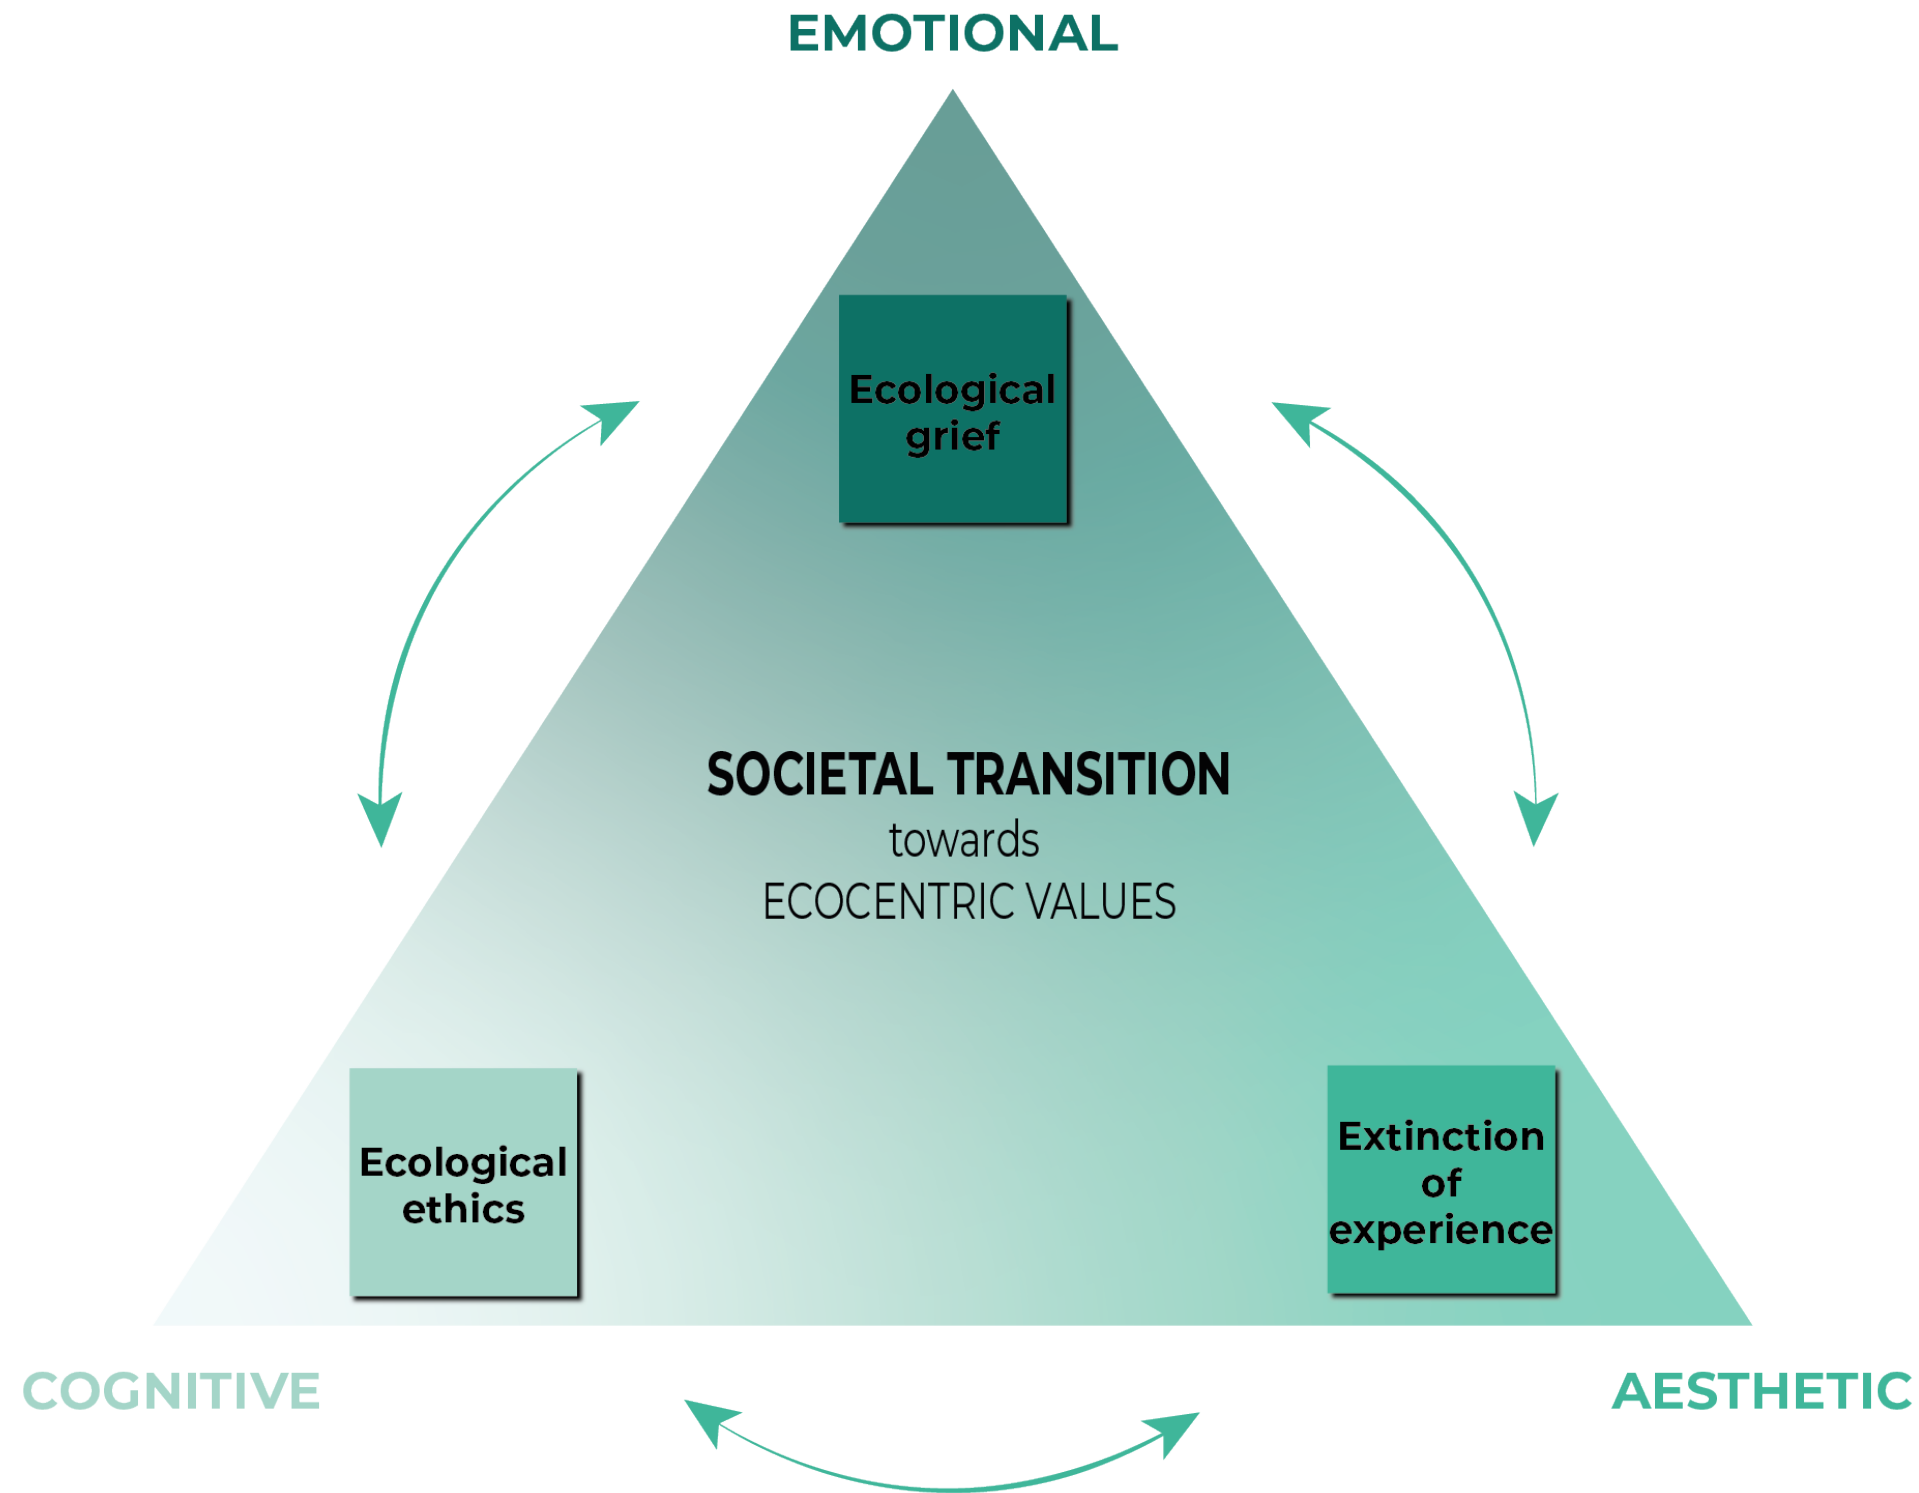 EMOTIONAL
Ecological
grief
SOCIETAL TRANSITION
towards
ECOCENTRIC VALUES
Ecological
ethics
Extinction
of
experience
COGNITIVE
AESTHETIC